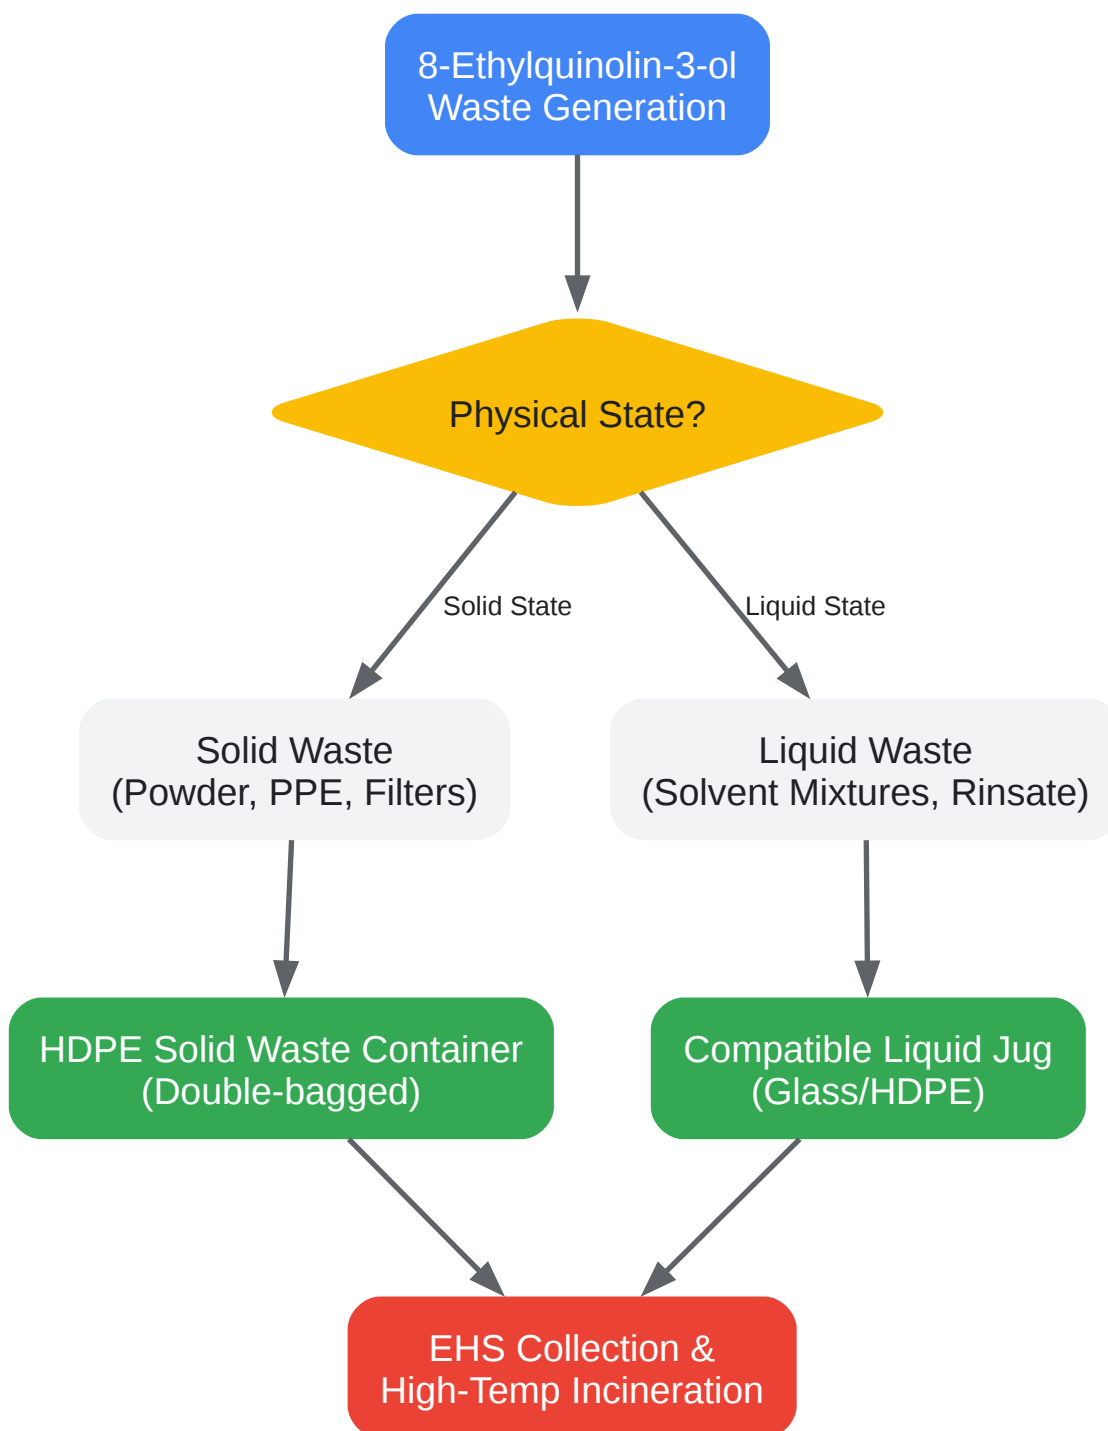 8-Ethylquinolin-3-ol
Waste Generation
Physical State?
Solid State
Liquid State
Solid Waste
(Powder, PPE, Filters)
Liquid Waste
(Solvent Mixtures, Rinsate)
HDPE Solid Waste Container
(Double-bagged)
Compatible Liquid Jug
(Glass/HDPE)
EHS Collection &
High-Temp Incineration